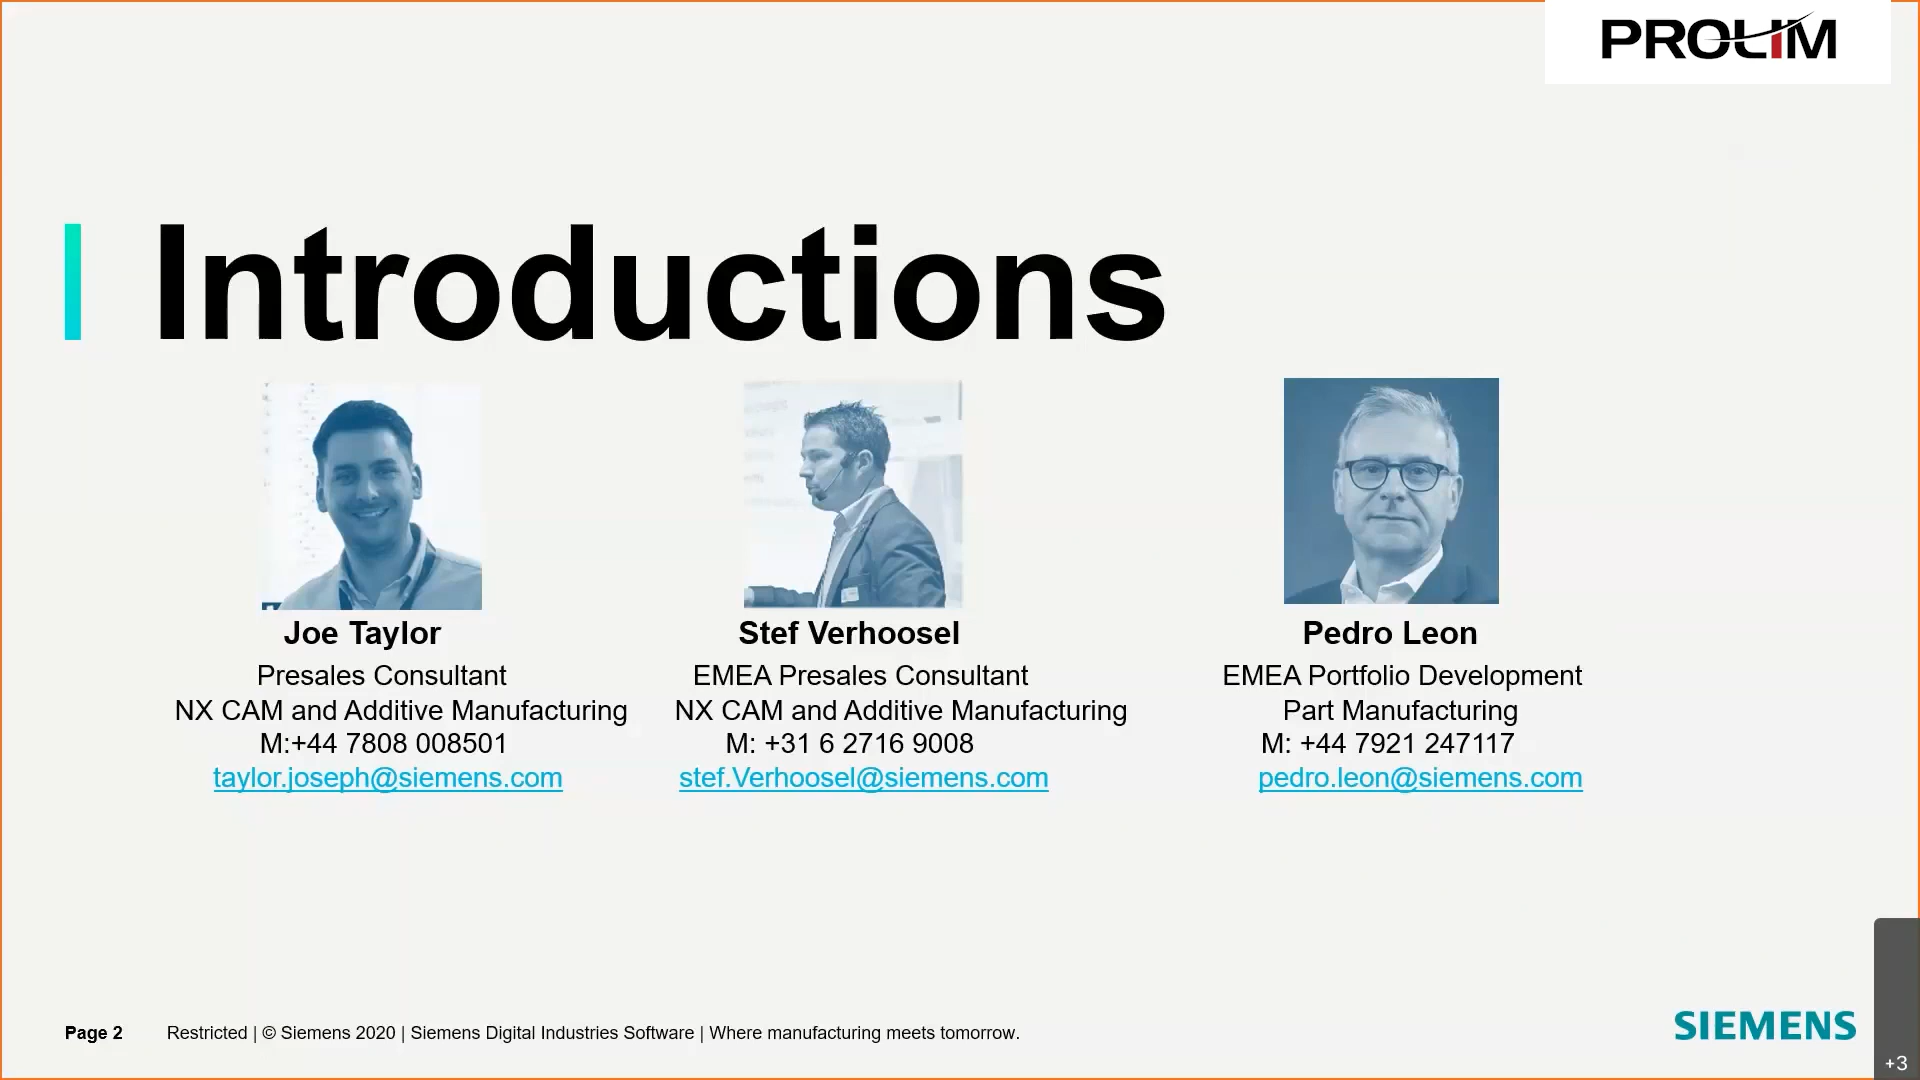 PROLIM
Introductions
Joe Taylor
Presales Consultant
NX CAM and Additive Manufacturing
M:+44 7808 008501
taylor.joseph@siemens.com
Stef Verhoosel
EMEA Presales Consultant
NX CAM and Additive Manufacturing
M: +31 6 2716 9008
stef.Verhoosel@siemens.com
Pedro Leon
EMEA Portfolio Development
Part Manufacturing
M: +44 7921 247117
pedro.leon@siemens.com
Page 2 Restricted | © Siemens 2020 | Siemens Digital Industries Software | Where manufacturing meets tomorrow.
SIEMENS
+3